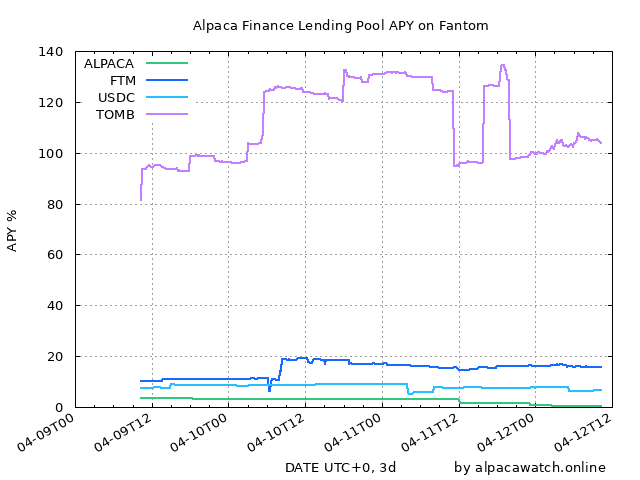 Alpaca Finance Lending Pool APY on Fantom
ALPACA
FTM
USDC
TOMB
APY %
140
120
100
80
60
40
20
0
04-09T00
04-09T12
04-10T00
04-10T12
04-11T00
04-11T12
04-12T00
04-12T12
DATE UTC+0, 3d
by alpacawatch.online